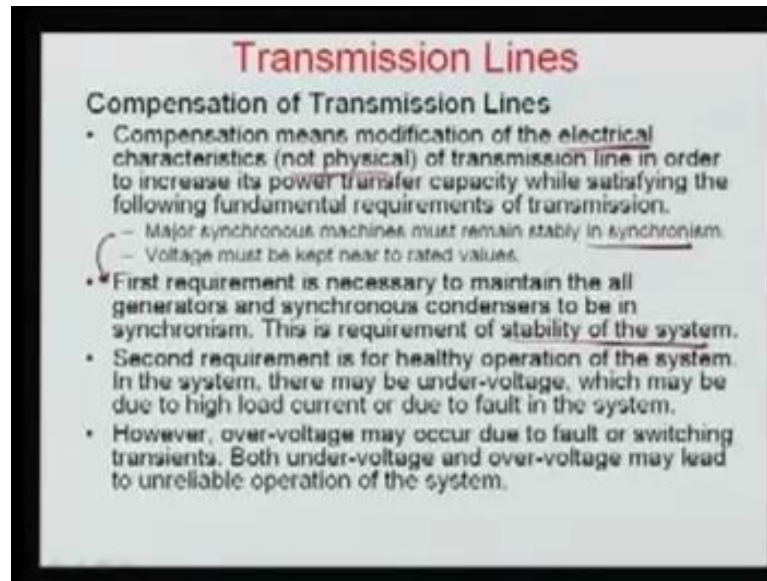 Transmission Lines
Compensation of Transmission Lines
• Compensation means modification of the electrical
characteristics (not physical) of transmission line in order
to increase its power transfer capacity while satisfying the
following fundamental requirements of transmission.
– Major synchronous machines must remain stably in synchronism.
– Voltage must be kept near to rated values.
• First requirement is necessary to maintain the all
generators and synchronous condensers to be in
synchronism. This is requirement of stability of the system.
• Second requirement is for healthy operation of the system.
In the system, there may be under-voltage, which may be
due to high load current or due to fault in the system.
• However, over-voltage may occur due to fault or switching
transients. Both under-voltage and over-voltage may lead
to unreliable operation of the system.